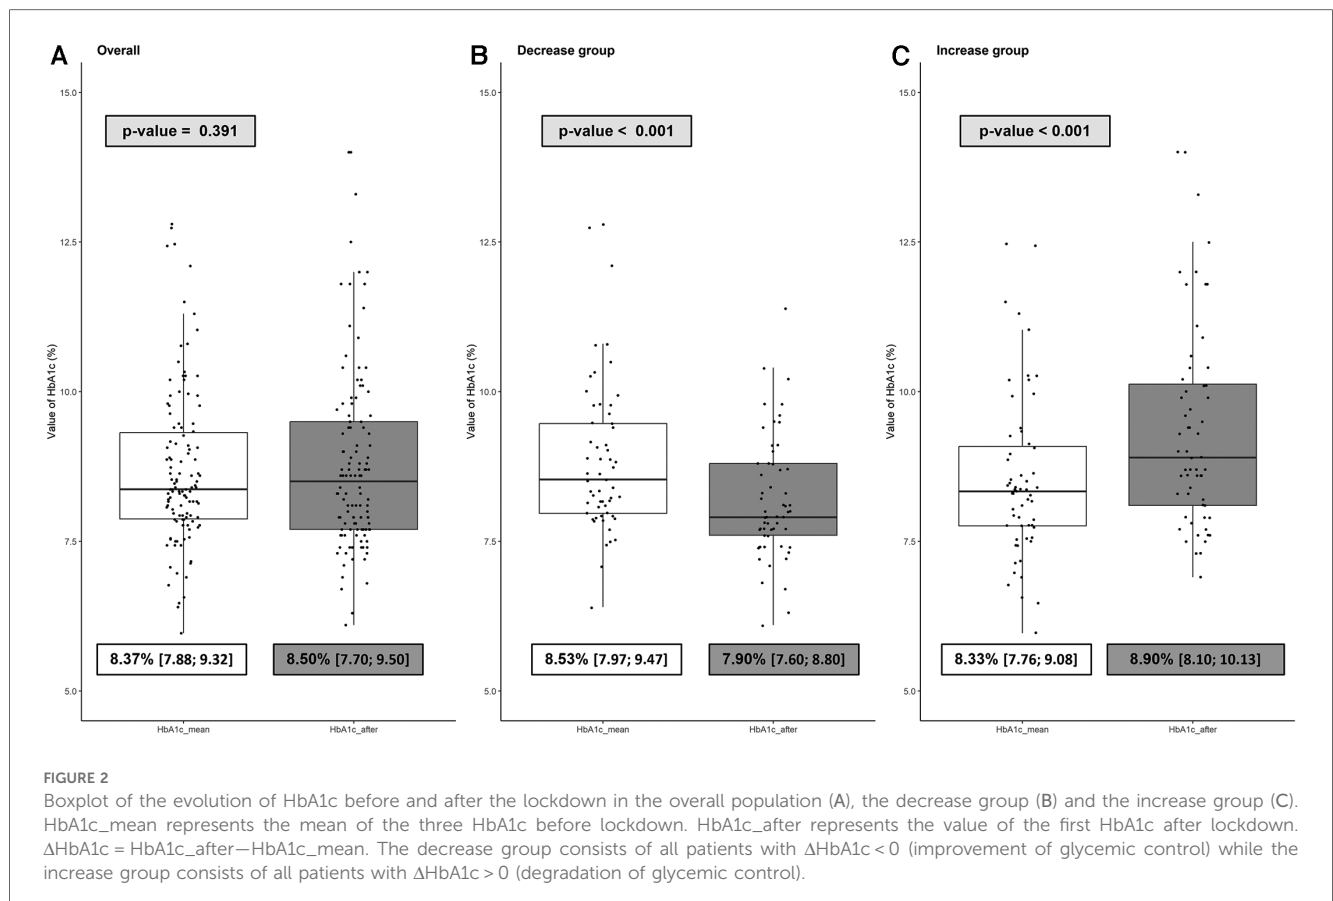 A Overall
15.0
p-value = 0.391
12.5
10.0
7.5
5.0
Value of HbA1c (%)
8.37% [7.88; 9.32]
8.50% [7.70; 9.50]
HbA1c_mean
HbA1c_after
B Decrease group
15.0
p-value < 0.001
12.5
10.0
7.5
5.0
Value of HbA1c (%)
8.53% [7.97; 9.47]
7.90% [7.60; 8.80]
HbA1c_mean
HbA1c_after
C Increase group
15.0
p-value < 0.001
12.5
10.0
7.5
5.0
Value of HbA1c (%)
8.33% [7.76; 9.08]
8.90% [8.10; 10.13]
HbA1c_mean
HbA1c_after
FIGURE 2
Boxplot of the evolution of HbA1c before and after the lockdown in the overall population (A), the decrease group (B) and the increase group (C).
HbA1c_mean represents the mean of the three HbA1c before lockdown. HbA1c_after represents the value of the first HbA1c after lockdown.
ΔHbA1c = HbA1c_after—HbA1c_mean. The decrease group consists of all patients with ΔHbA1c < 0 (improvement of glycemic control) while the
increase group consists of all patients with ΔHbA1c > 0 (degradation of glycemic control).